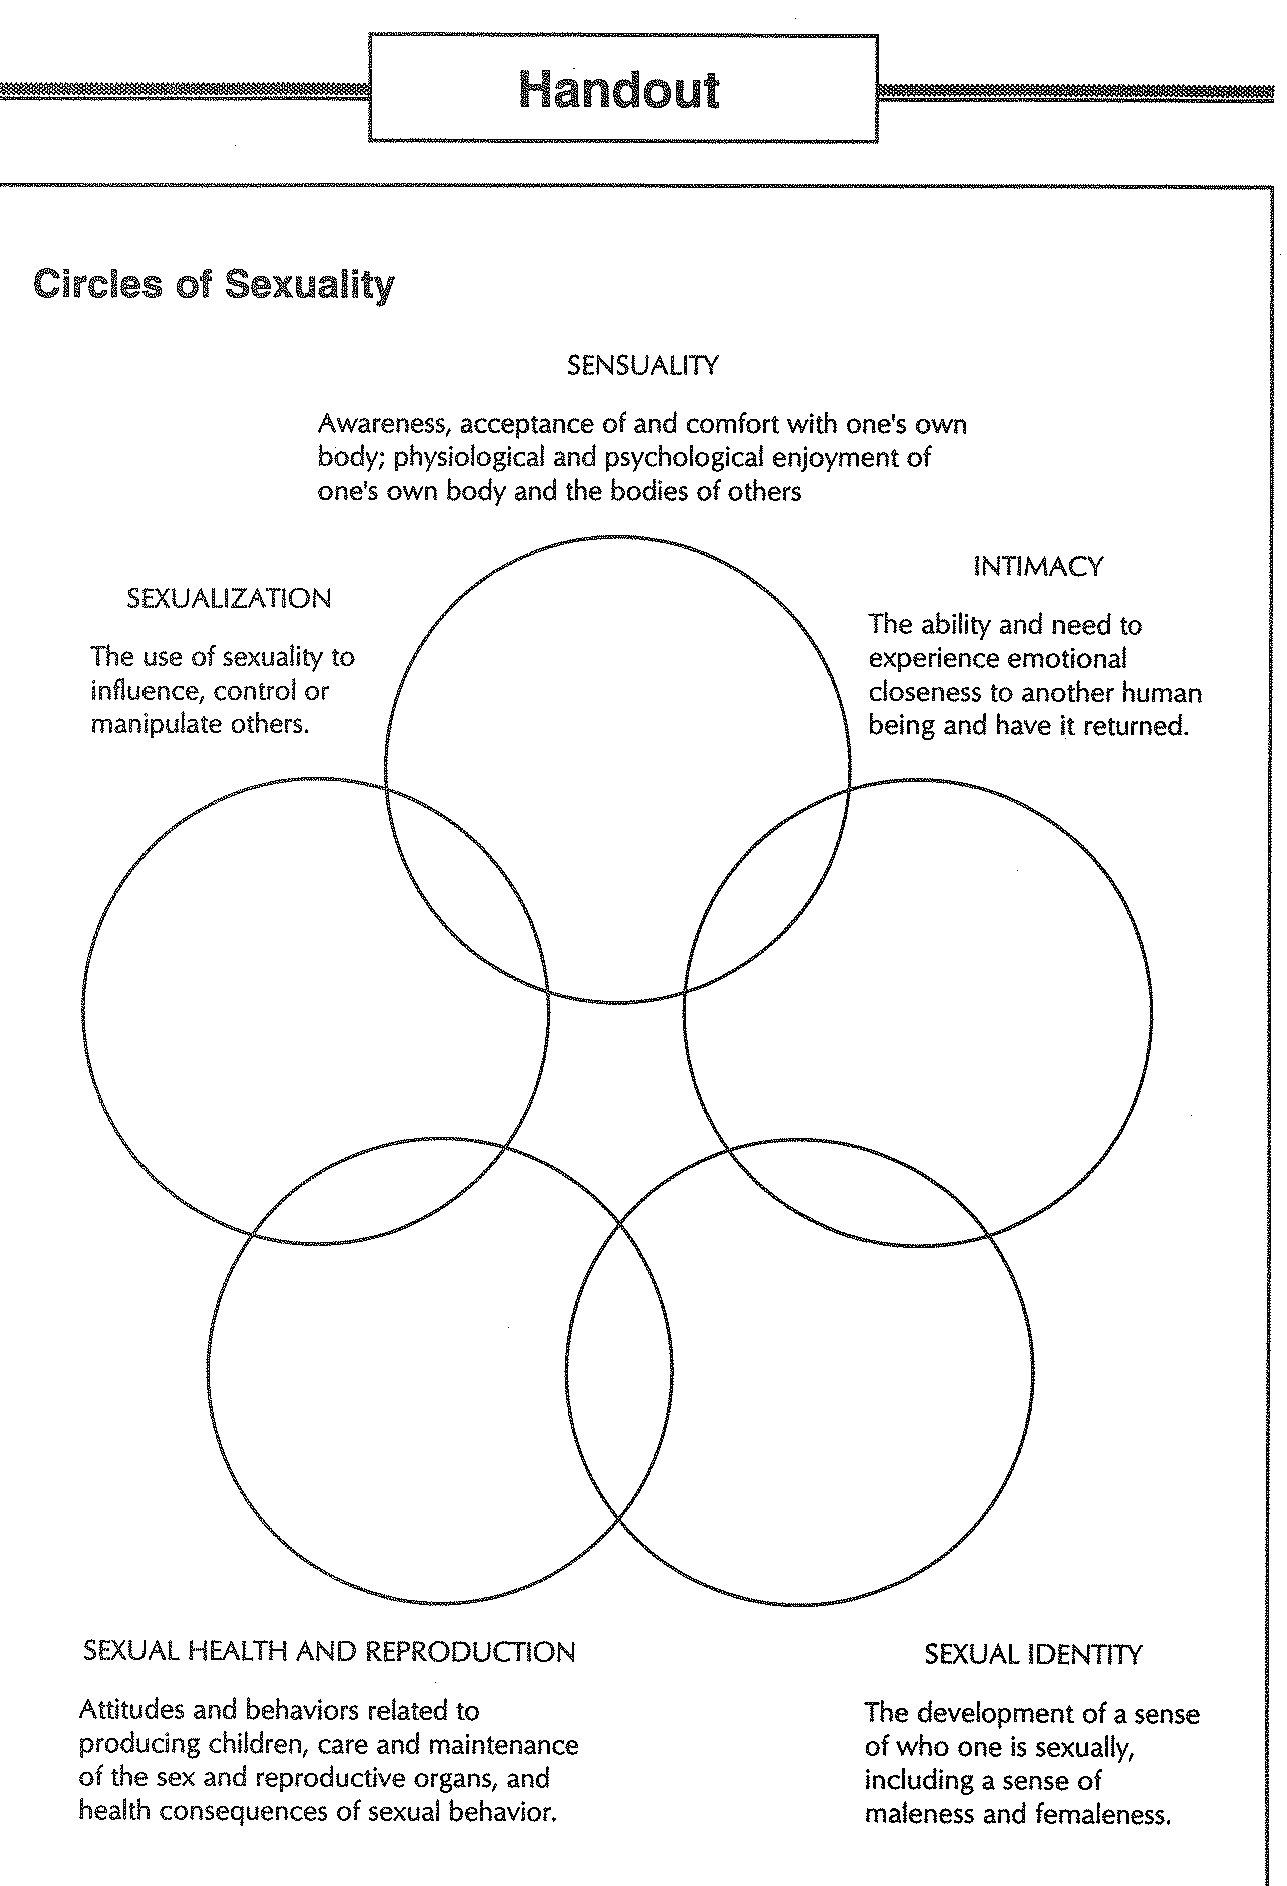 Handout
Circles of Sexuality
SENSUALITY
Awareness, acceptance of and comfort with one's own
body; physiological and psychological enjoyment of
one's own body and the bodies of others
INTIMACY
The ability and need to
experience emotional
closeness to another human
being and have it returned.
SEXUALIZATION
The use of sexuality to
influence, control or
manipulate others.
SEXUAL HEALTH AND REPRODUCTION
Attitudes and behaviors related to
producing children, care and maintenance
of the sex and reproductive organs, and
health consequences of sexual behavior.
SEXUAL IDENTITY
The development of a sense
of who one is sexually,
including a sense of
maleness and femaleness.